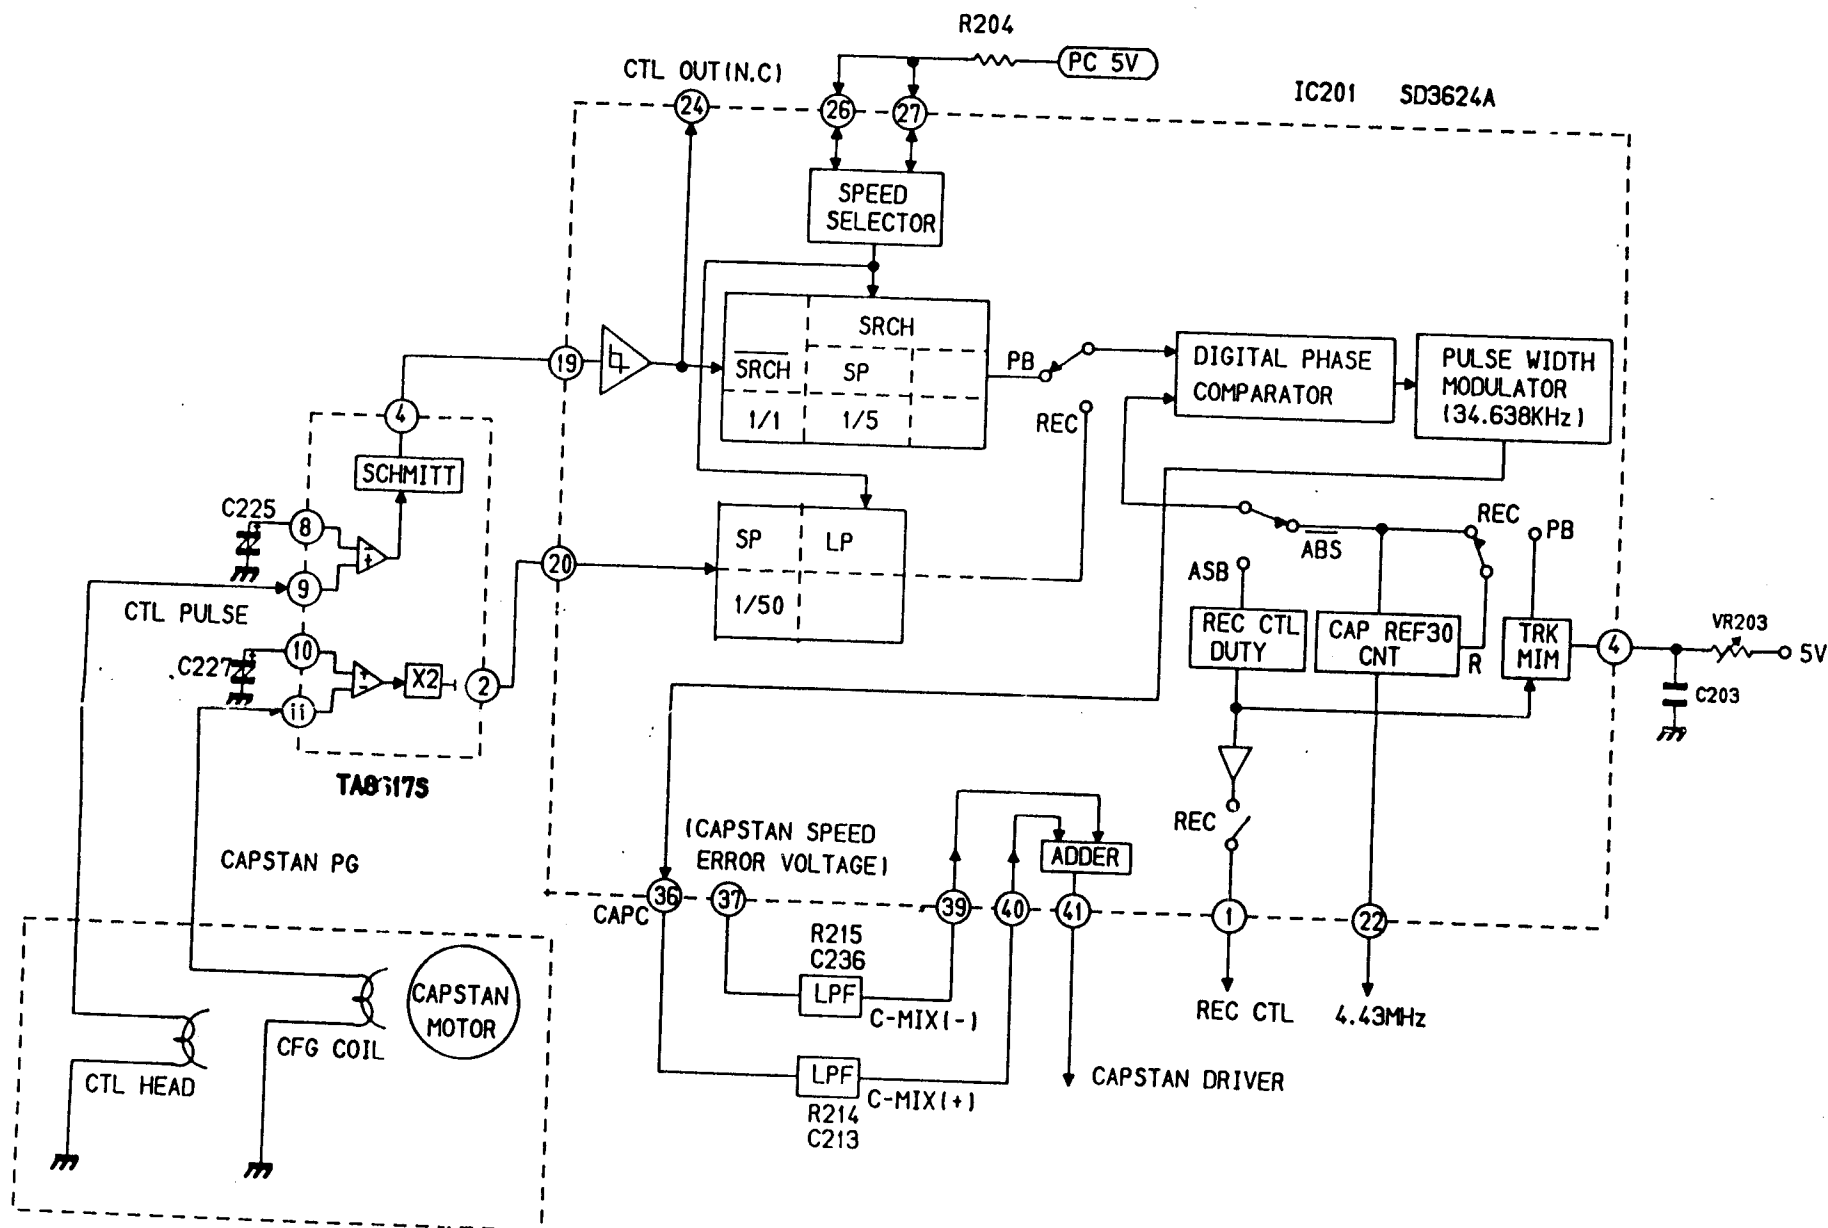 R204
PC 5V
CTL OUT(N.C)
IC201 SD3624A
24
26
27
SPEED
SELECTOR
SRCH
SRCH
SP
1/1
1/5
PB
REC
DIGITAL PHASE
COMPARATOR
PULSE WIDTH
MODULATOR
(34.638KHz)
19
4
SCHMITT
C225
8
9
CTL PULSE
10
C227
11
X2
2
20
SP
LP
1/50
ABS
REC
PB
ASB
REC CTL
DUTY
CAP REF30
CNT
R
TRK
MIM
4
VR203
5V
C203
CAPSTAN PG
(CAPSTAN SPEED
ERROR VOLTAGE)
ADDER
REC
36
37
39
40
41
1
22
CAPC
R215
C236
LPF
C-MIX(-)
LPF
C-MIX(+)
R214
C213
CAPSTAN DRIVER
REC CTL
4.43MHz
CAPSTAN
MOTOR
CFG COIL
CTL HEAD